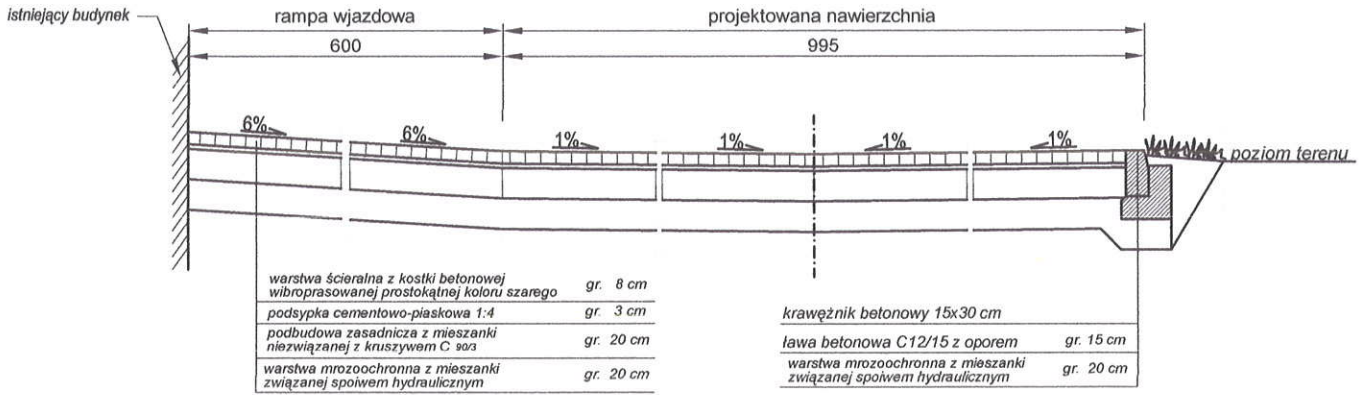 istniejący budynek
rampa wjazdowa
projektowana nawierzchnia
600
995
6%
6%
1%
1%
1%
1%
poziom terenu
warstwa ścieralna z kostki betonowej
wibroprasowanej prostokątnej koloru szarego
gr. 8 cm
podsypka cementowo-piaskowa 1:4
gr. 3 cm
podbudowa zasadnicza z mieszanki
niezwiązanej z kruszywem C 90/3
gr. 20 cm
warstwa mrozoochronna z mieszanki
związanej spoiwem hydraulicznym
gr. 20 cm
krawężnik betonowy 15x30 cm
ława betonowa C12/15 z oporem
gr. 15 cm
warstwa mrozoochronna z mieszanki
związanej spoiwem hydraulicznym
gr. 20 cm